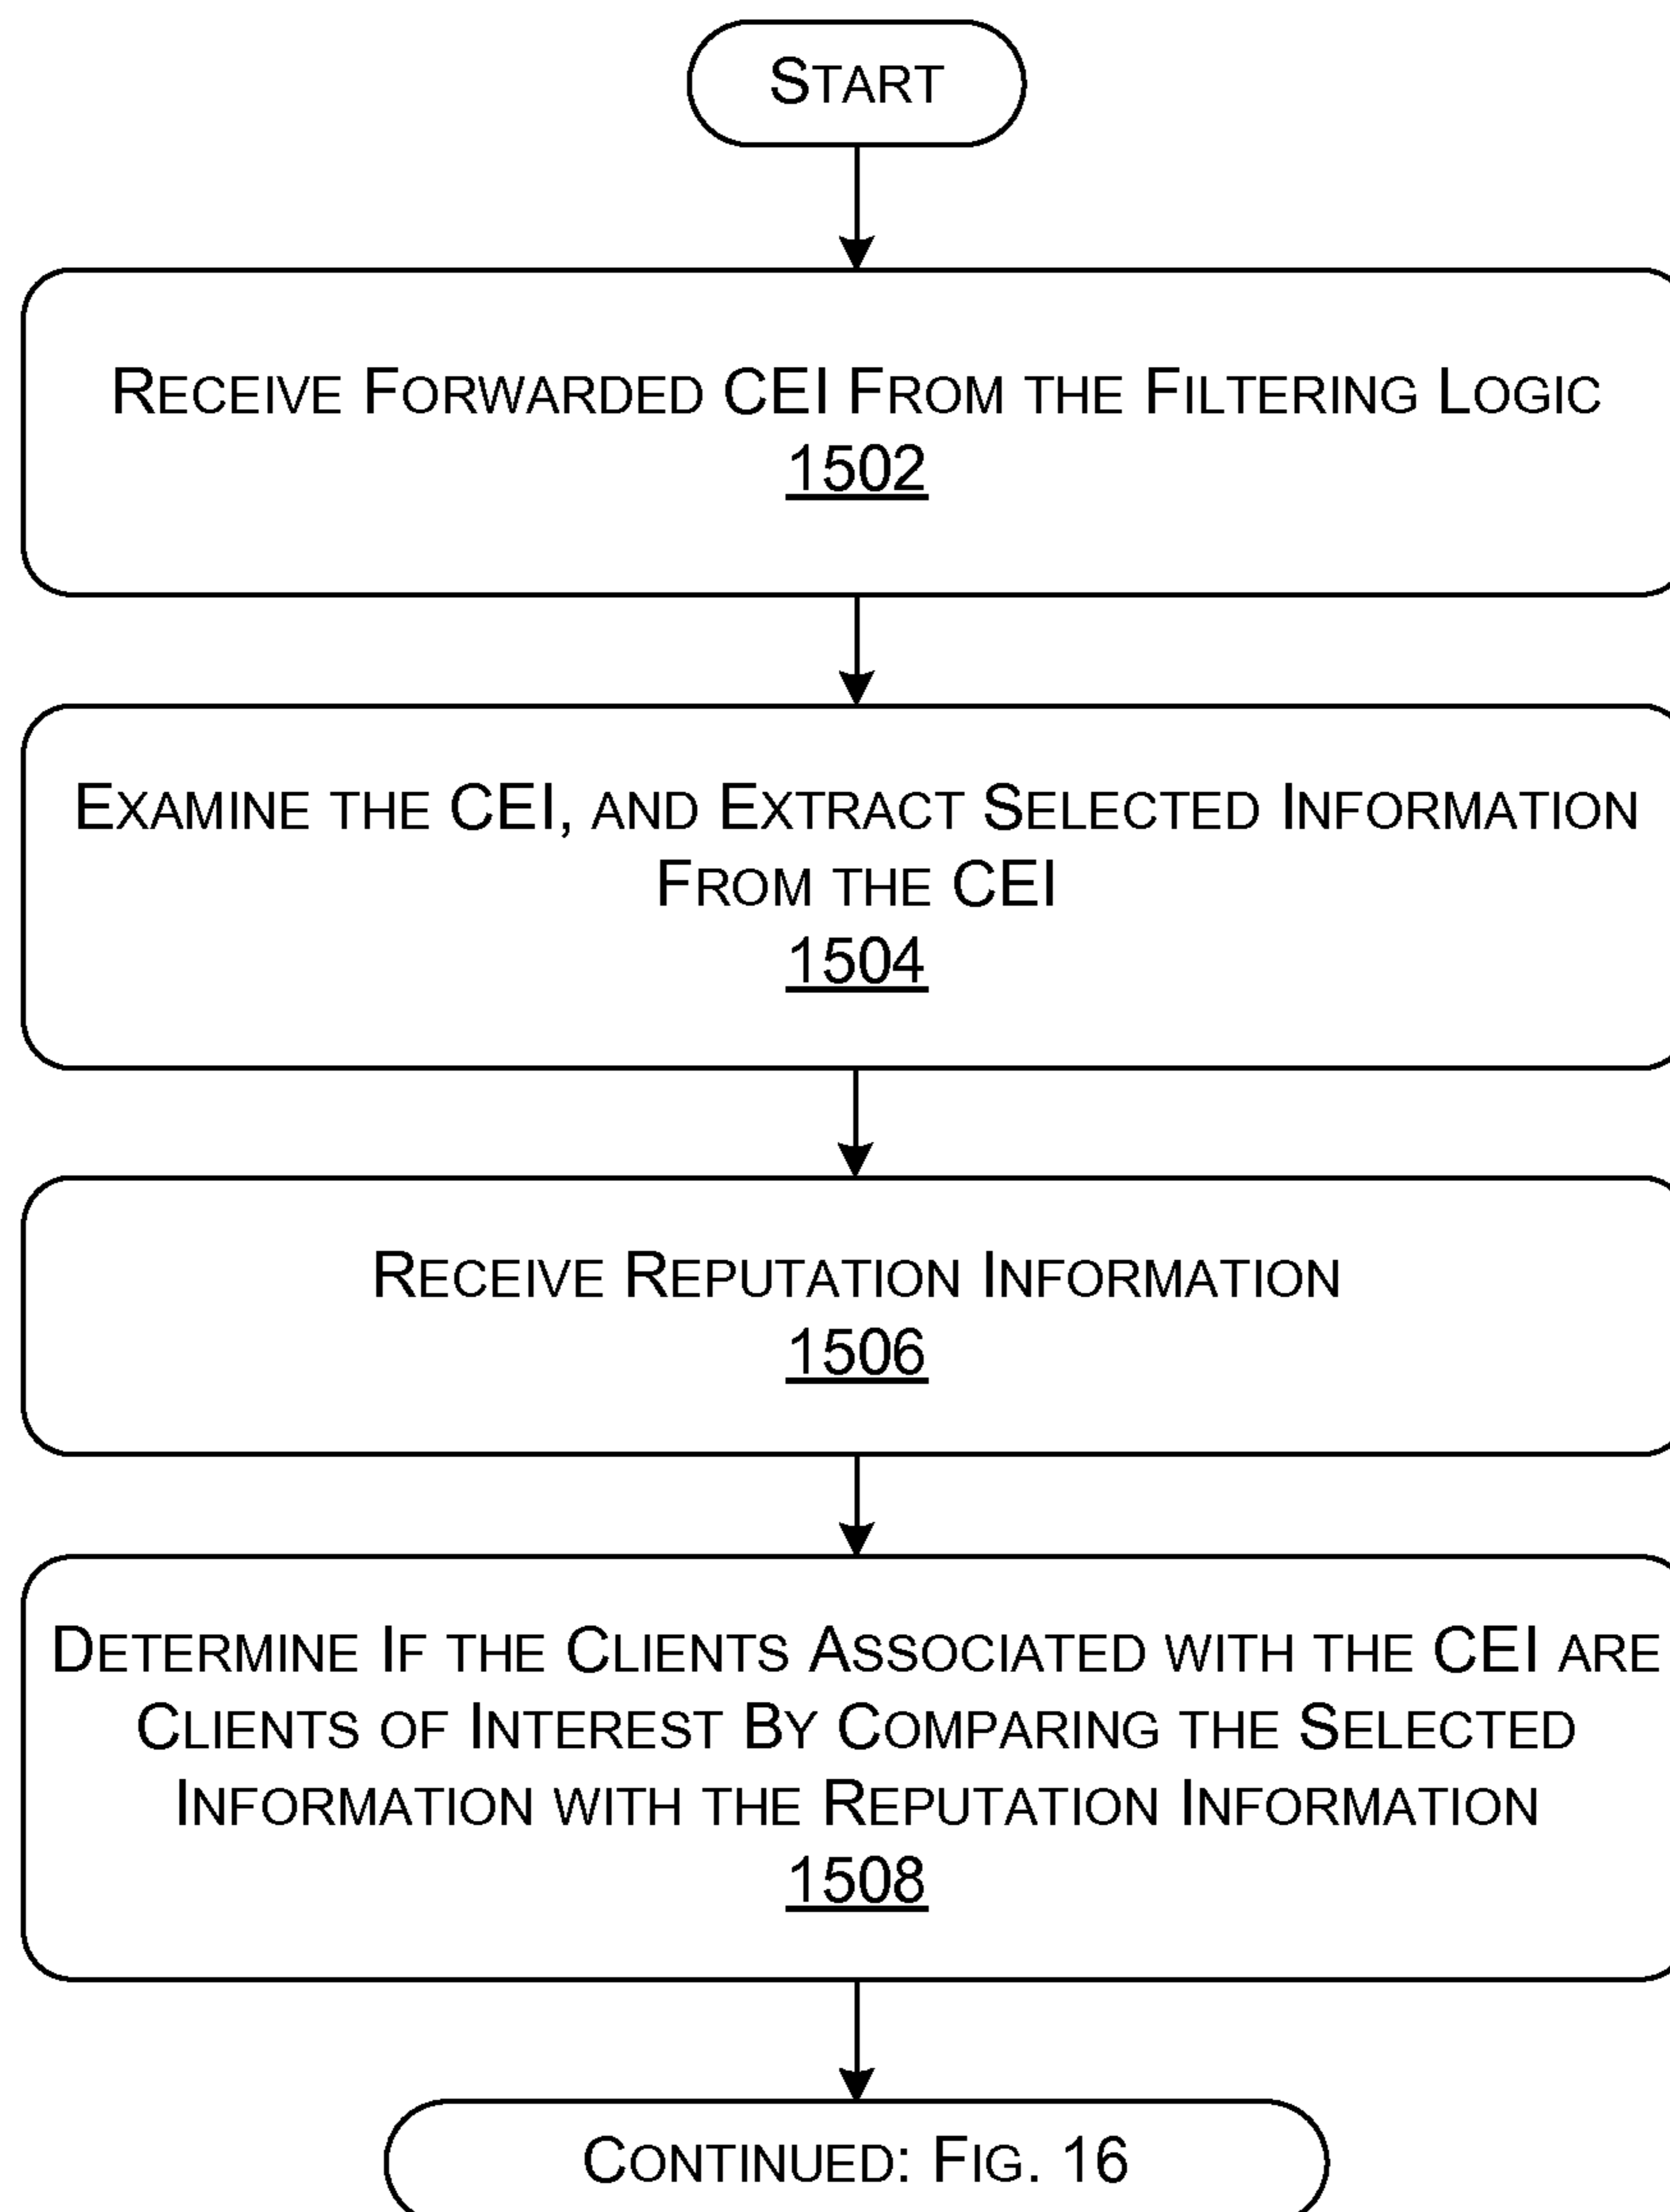 START
RECEIVE FORWARDED CEI FROM THE FILTERING LOGIC
1502
EXAMINE THE CEI, AND EXTRACT SELECTED INFORMATION
FROM THE CEI
1504
RECEIVE REPUTATION INFORMATION
1506
DETERMINE IF THE CLIENTS ASSOCIATED WITH THE CEI ARE
CLIENTS OF INTEREST BY COMPARING THE SELECTED
INFORMATION WITH THE REPUTATION INFORMATION
1508
CONTINUED: FIG. 16